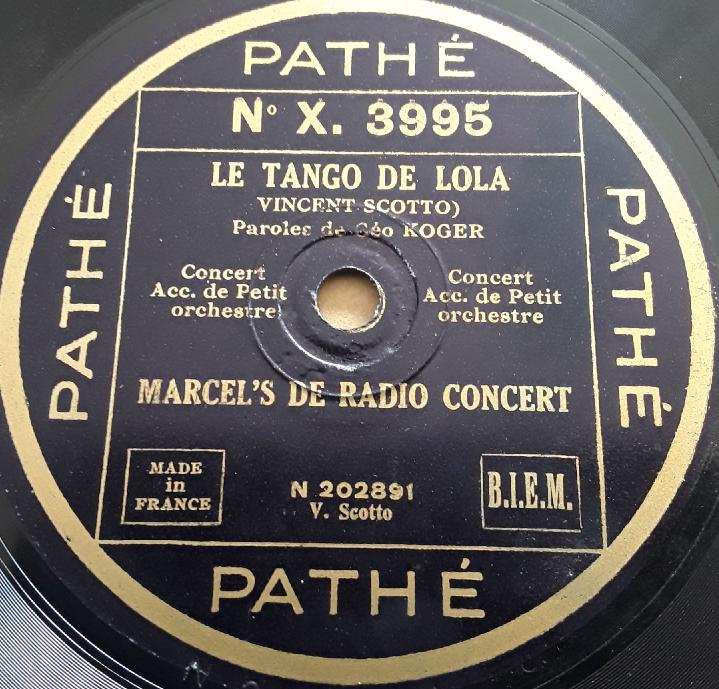 PATHÉ
N° X. 3995
LE TANGO DE LOLA
VINCENT SCOTTO)
Paroles de Géo KOGER
Concert
Acc. de Petit
orchestre
Concert
Acc. de Petit
orchestre
MARCEL'S DE RADIO CONCERT
MADE
in
FRANCE
N 202891
V. Scotto
B.I.E.M.
PATHÉ
PATHÉ
PATHÉ